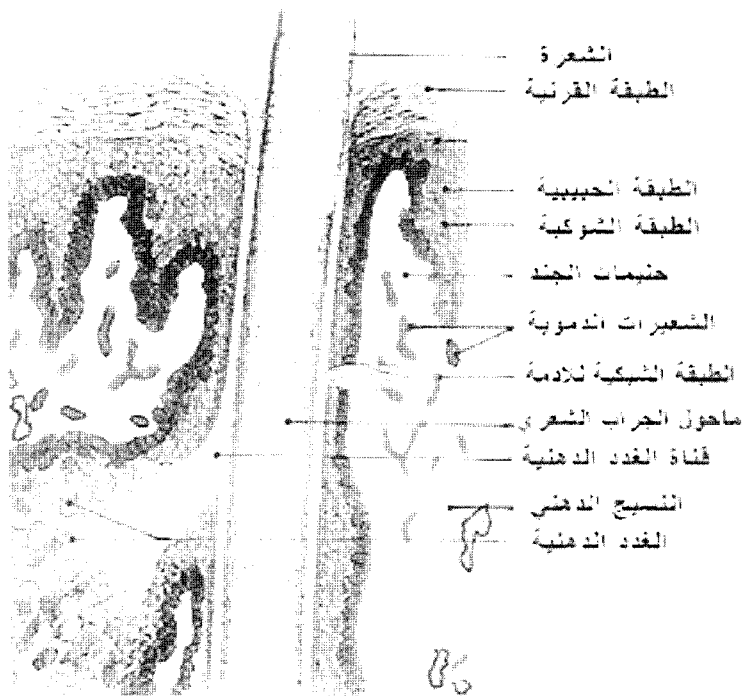 الشعرة
الطبقة القرنية
الطبقة الحبيبية
الطبقة الشوكية
حليمات الجلد
الشعيرات الدموية
الطبقة الشبكية للادمة
ماحول الجراب الشعري
قناة الغدد الدهنية
النسيج الدهني
الغدد الدهنية